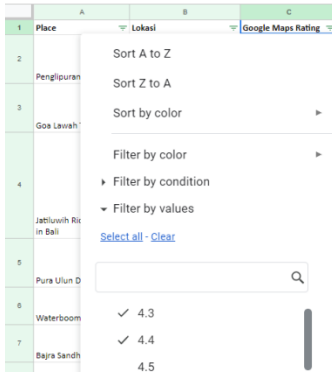 A B C
1 Place Lokasi Google Maps Rating
2 Penglipuran
3 Goa Lawah
4 Jatiluwih Ric
in Bali
5 Pura Ulun D
6 Waterboom
7 Bajra Sandh
Sort A to Z
Sort Z to A
Sort by color
Filter by color
Filter by condition
Filter by values
Select all - Clear
4.3
4.4
4.5